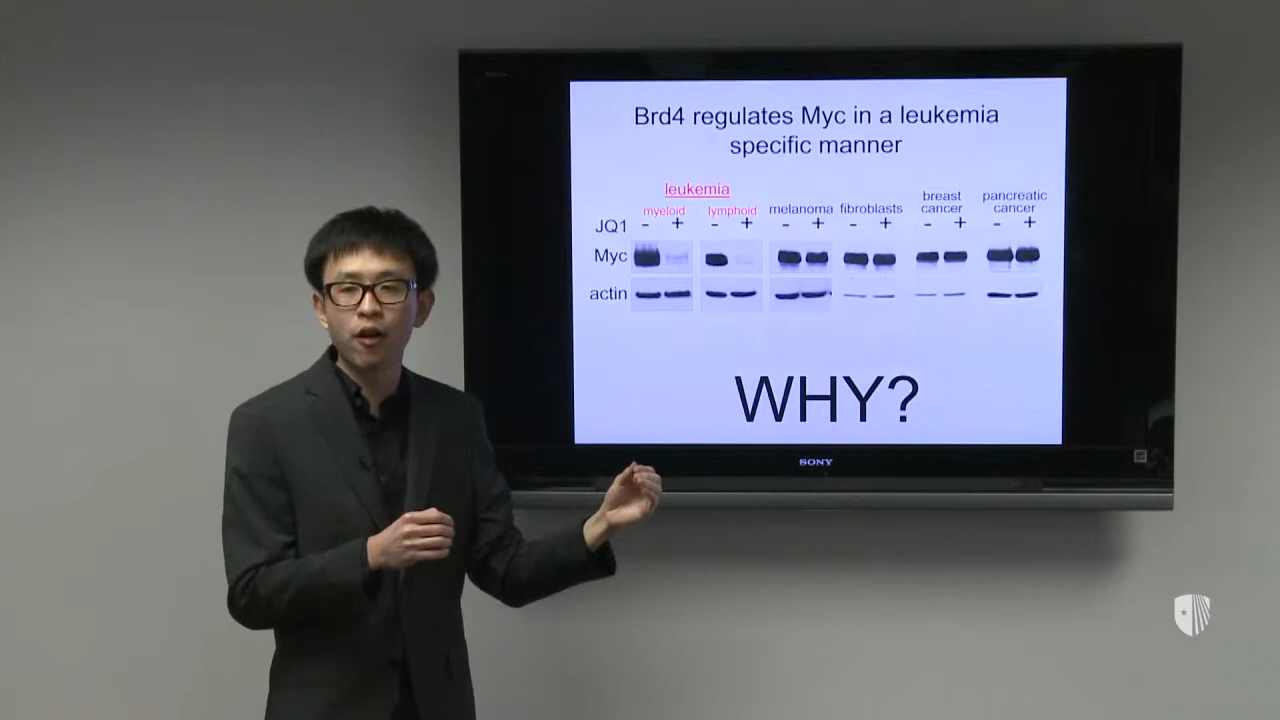 Brd4 regulates Myc in a leukemia
specific manner
leukemia
myeloid lymphoid melanoma fibroblasts breast cancer pancreatic cancer
JQ1 - + - + - + - + - + - +
Myc
actin
WHY?
SONY